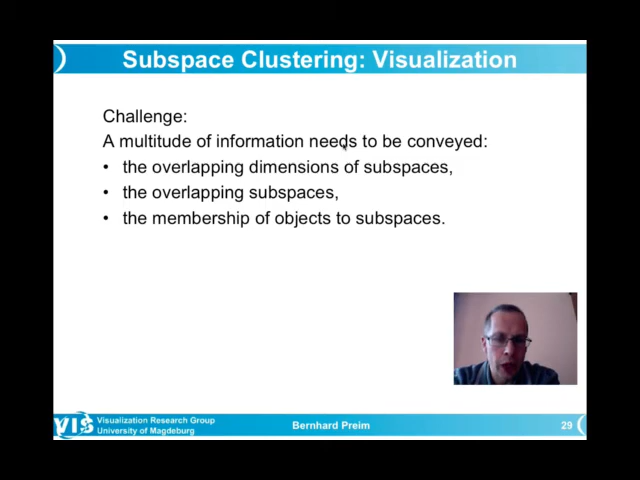 Subspace Clustering: Visualization
Challenge:
A multitude of information needs to be conveyed:
• the overlapping dimensions of subspaces,
• the overlapping subspaces,
• the membership of objects to subspaces.
VIS
Visualization Research Group
University of Magdeburg
Bernhard Preim
29